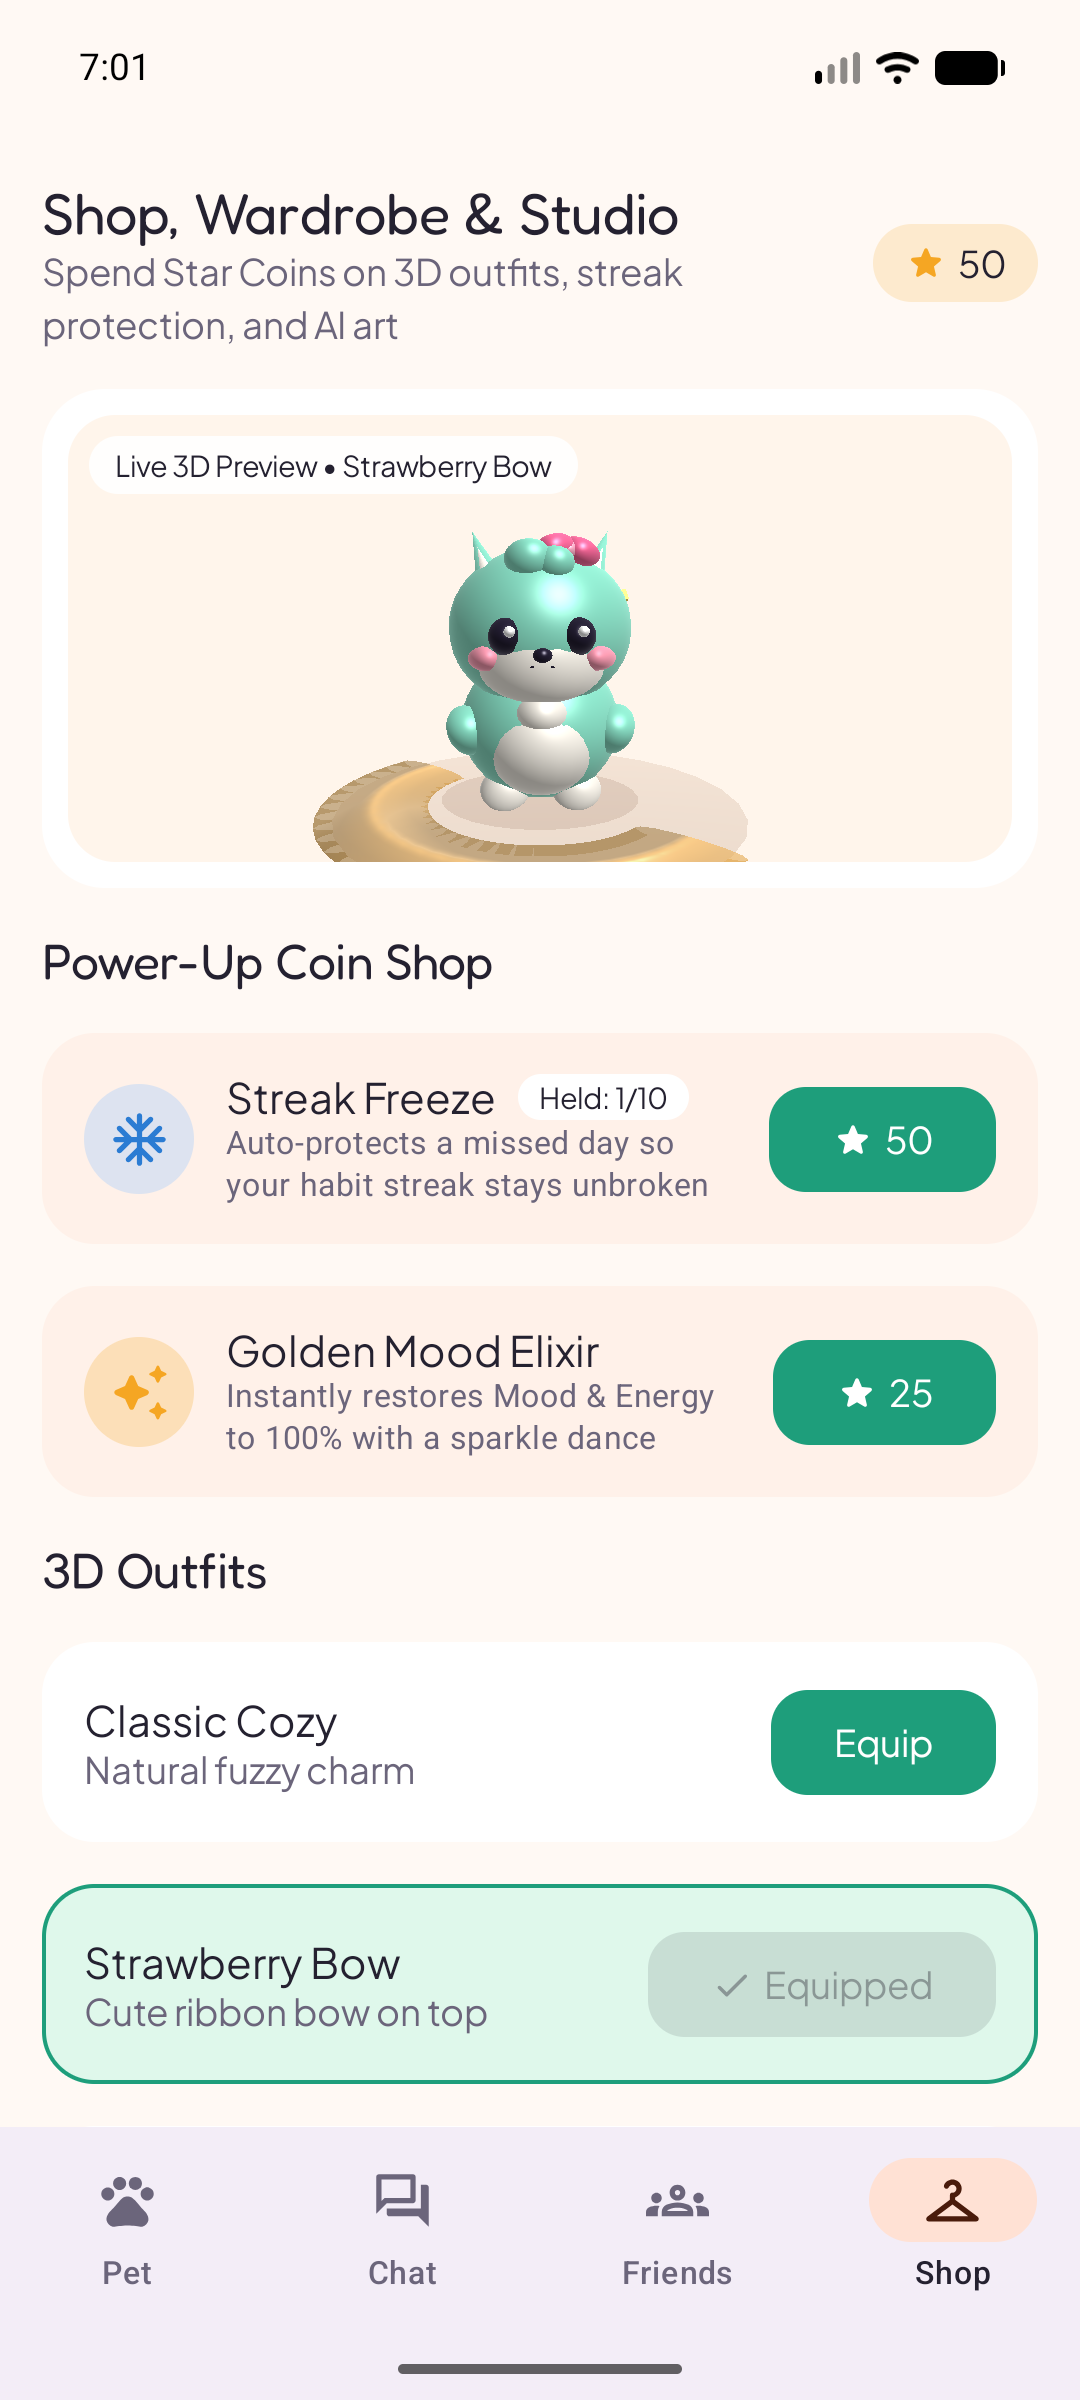 7:01
Shop, Wardrobe & Studio
Spend Star Coins on 3D outfits, streak
protection, and AI art
50
Live 3D Preview • Strawberry Bow
Power-Up Coin Shop
Streak Freeze
Held: 1/10
Auto-protects a missed day so
your habit streak stays unbroken
50
Golden Mood Elixir
Instantly restores Mood & Energy
to 100% with a sparkle dance
25
3D Outfits
Classic Cozy
Natural fuzzy charm
Equip
Strawberry Bow
Cute ribbon bow on top
Equipped
Pet
Chat
Friends
Shop